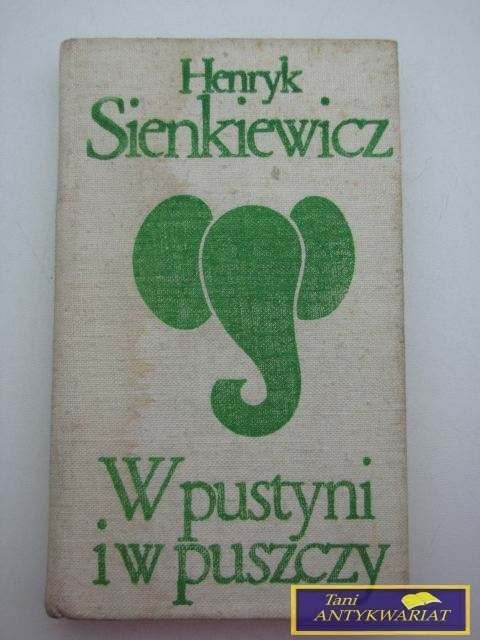 Henryk
Sienkiewicz
W pustyni
i w puszczy
Tani
ANTYKWARIAT